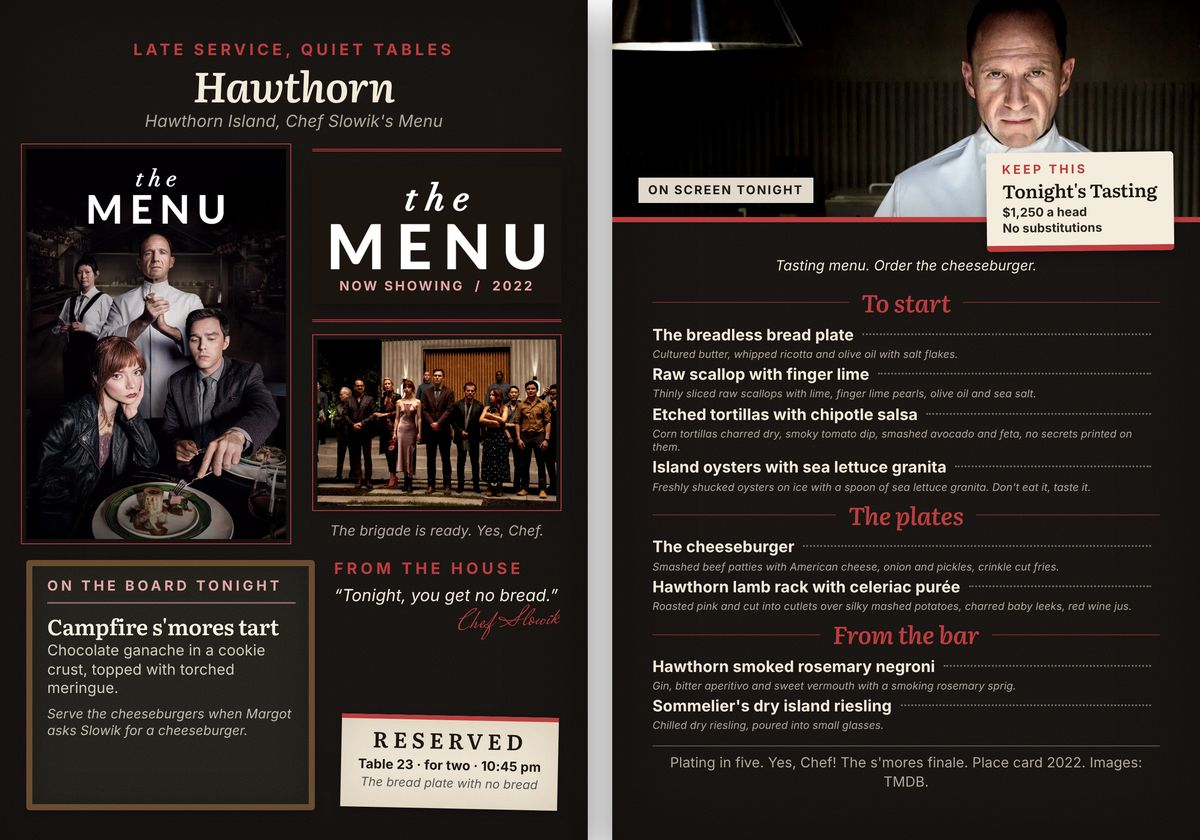 LATE SERVICE, QUIET TABLES
Hawthorn
Hawthorn Island, Chef Slowik's Menu
the
MENU
the
MENU
NOW SHOWING / 2022
The brigade is ready. Yes, Chef.
ON THE BOARD TONIGHT
Campfire s'mores tart
Chocolate ganache in a cookie
crust, topped with torched
meringue.
Serve the cheeseburgers when Margot
asks Slowik for a cheeseburger.
FROM THE HOUSE
“Tonight, you get no bread.”
Chef Slowik
RESERVED
Table 23 · for two · 10:45 pm
The bread plate with no bread
ON SCREEN TONIGHT
KEEP THIS
Tonight's Tasting
$1,250 a head
No substitutions
Tasting menu. Order the cheeseburger.
To start
The breadless bread plate
Cultured butter, whipped ricotta and olive oil with salt flakes.
Raw scallop with finger lime
Thinly sliced raw scallops with lime, finger lime pearls, olive oil and sea salt.
Etched tortillas with chipotle salsa
Corn tortillas charred dry, smoky tomato dip, smashed avocado and feta, no secrets printed on
them.
Island oysters with sea lettuce granita
Freshly shucked oysters on ice with a spoon of sea lettuce granita. Don't eat it, taste it.
The plates
The cheeseburger
Smashed beef patties with American cheese, onion and pickles, crinkle cut fries.
Hawthorn lamb rack with celeriac purée
Roasted pink and cut into cutlets over silky mashed potatoes, charred baby leeks, red wine jus.
From the bar
Hawthorn smoked rosemary negroni
Gin, bitter aperitivo and sweet vermouth with a smoking rosemary sprig.
Sommelier's dry island riesling
Chilled dry riesling, poured into small glasses.
Plating in five. Yes, Chef! The s'mores finale. Place card 2022. Images:
TMDB.